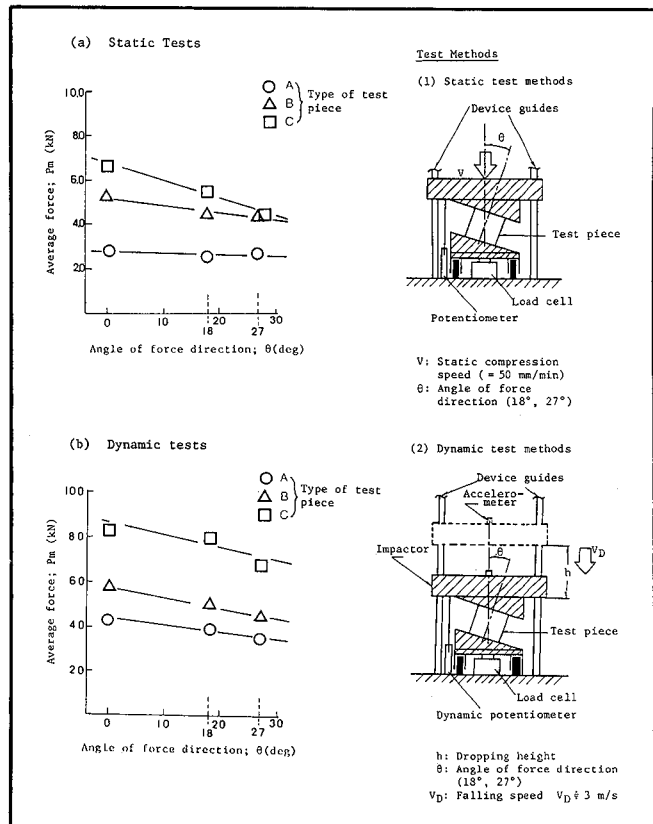 (a) Static Tests
A
B
C
Type of test
piece
Average force; Pm (kN)
10.0
8.0
6.0
4.0
2.0
0
10
20
30
18
27
Angle of force direction; θ(deg)
Test Methods
(1) Static test methods
Device guides
θ
V
Test piece
Load cell
Potentiometer
V: Static compression
speed (= 50 mm/min)
θ: Angle of force
direction (18°, 27°)
(b) Dynamic tests
A
B
C
Type of test
piece
Average force; Pm (kN)
100
80
60
40
20
0
10
20
30
18
27
Angle of force direction; θ(deg)
(2) Dynamic test methods
Device guides
Accelero-
meter
θ
VD
Impactor
h
Test piece
Load cell
Dynamic potentiometer
h: Dropping height
θ: Angle of force direction
(18°, 27°)
VD: Falling speed VD≑3 m/s